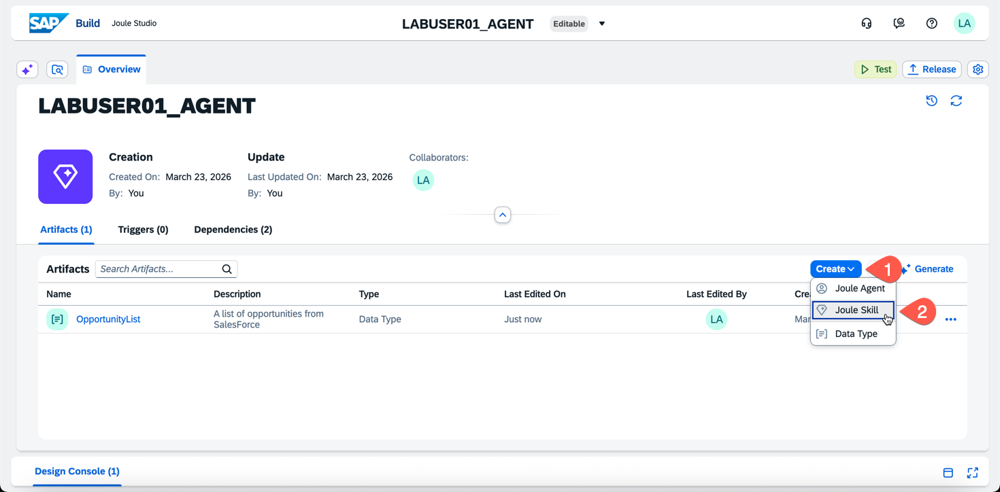 SAP Build Joule Studio LABUSER01_AGENT Editable LA
Overview Test Release
LABUSER01_AGENT
Creation Update Collaborators:
Created On: March 23, 2026 Last Updated On: March 23, 2026 LA
By: You By: You
Artifacts (1) Triggers (0) Dependencies (2)
Artifacts Search Artifacts... Create 1 Generate
Name Description Type Last Edited On Last Edited By
Joule Agent
OpportunityList A list of opportunities from Data Type Just now LA
SalesForce
Joule Skill 2
Data Type
Design Console (1)